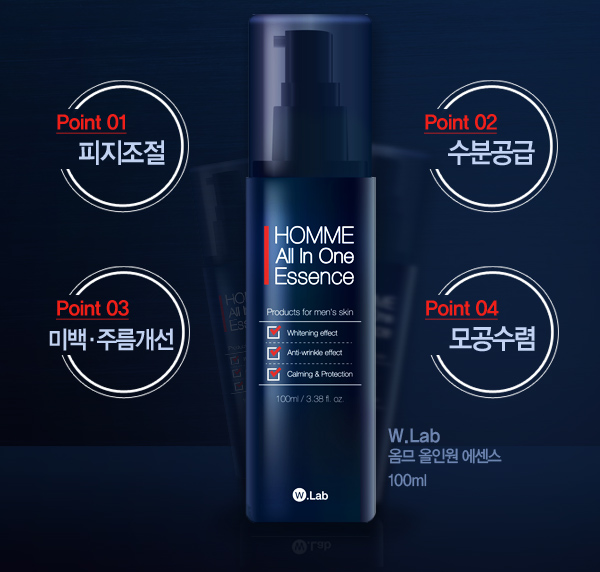 Point 01
피지조절
Point 02
수분공급
HOMME
All In One
Essence
Products for men's skin
Whitening effect
Anti-wrinkle effect
Calming & Protection
100ml / 3.38 fl. oz.
W.Lab
Point 03
미백·주름개선
Point 04
모공수렴
W.Lab
옴므 올인원 에센스
100ml